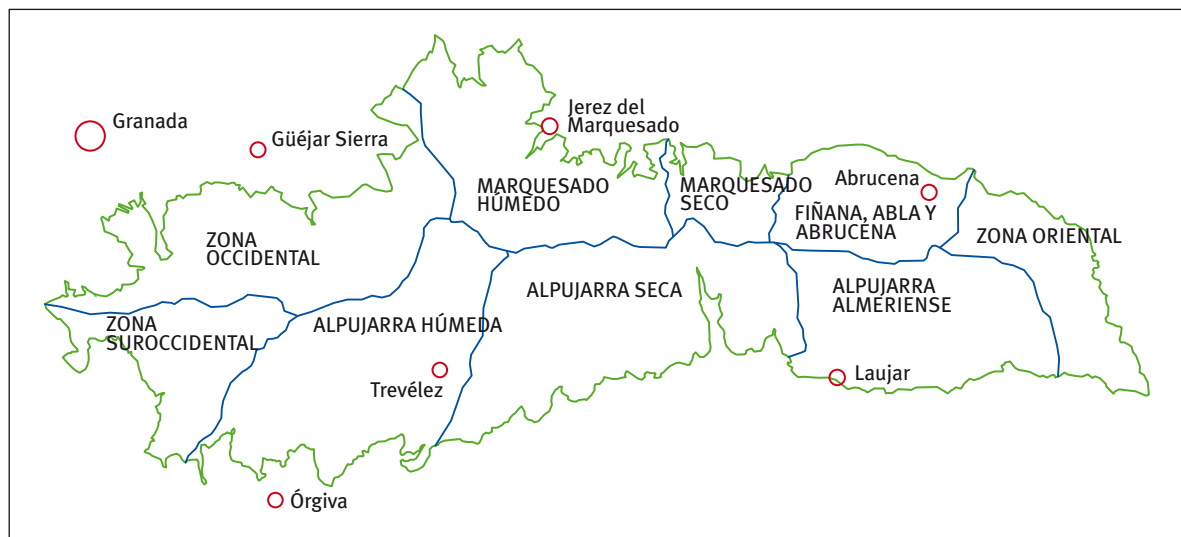 Granada
Güéjar Sierra
Jerez del
Marquesado
MARQUESADO
HÚMEDO
MARQUESADO
SECO
Abrucena
FIÑANA, ABLA Y
ABRUCENA
ZONA ORIENTAL
ZONA
OCCIDENTAL
ALPUJARRA SECA
ALPUJARRA
ALMERIENSE
ZONA
SUROCCIDENTAL
ALPUJARRA HÚMEDA
Trevélez
Laujar
Órgiva